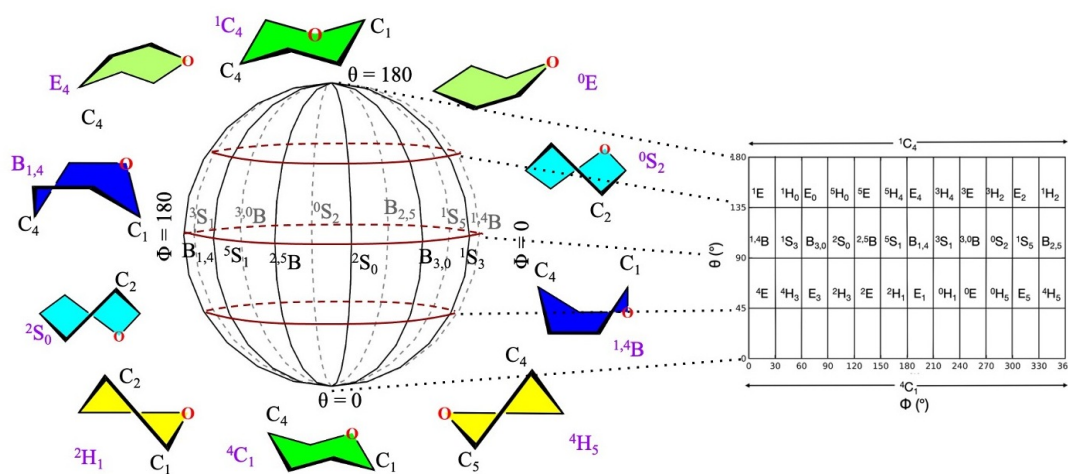 ¹C₄
C₁
C₄
O
θ = 180
E₄
O
C₄
⁰E
O
B₁,₄
O
C₄
C₁
⁰S₂
O
C₂
Φ = 180
Φ = 0
³S₁ ³,⁰B ⁰S₂ B₂,₅ ¹S₅ ¹,⁴B
B₁,₄ ⁵S₁ ²,⁵B ²S₀ B₃,₀ ¹S₃
C₄
C₁
O
¹,⁴B
C₂
²S₀
O
θ = 0
C₂
O
²H₁
C₁
C₄
O
⁴C₁
C₁
C₄
O
C₅
⁴H₅
¹C₄
180
¹E ¹H₀ E₀ ⁵H₀ ⁵E ⁵H₄ E₄ ³H₄ ³E ³H₂ E₂ ¹H₂
135
¹,⁴B ¹S₃ B₃,₀ ²S₀ ²,⁵B ⁵S₁ B₁,₄ ³S₁ ³,⁰B ⁰S₂ ¹S₅ B₂,₅
θ (°)
90
⁴E ⁴H₃ E₃ ²H₃ ²E ²H₁ E₁ ⁰H₁ ⁰E ⁰H₅ E₅ ⁴H₅
45
0
0 30 60 90 120 150 180 210 240 270 300 330 36
⁴C₁
Φ (°)